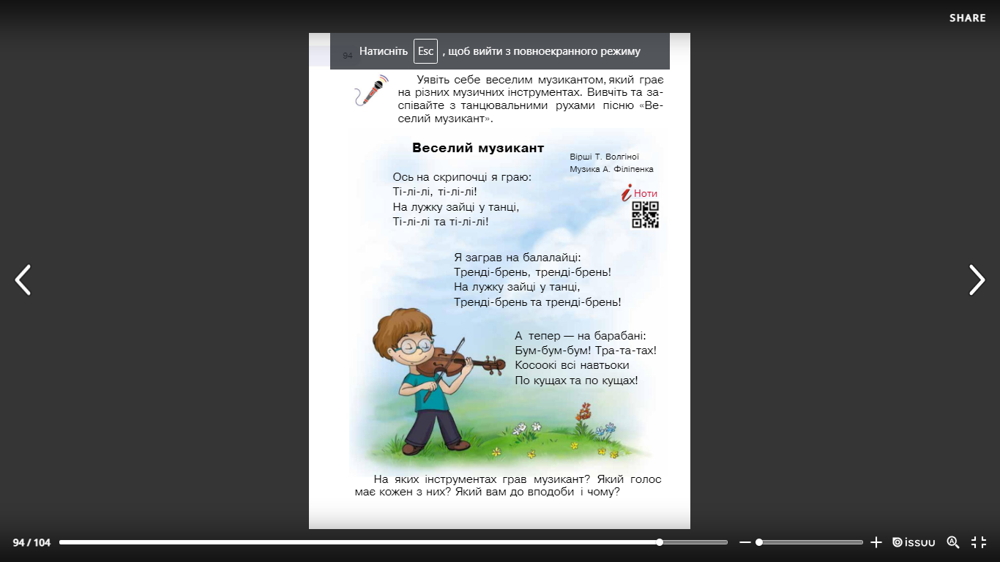 SHARE
94
Натисніть Esc , щоб вийти з повноекранного режиму
Уявіть себе веселим музикантом, який грає
на різних музичних інструментах. Вивчіть та за-
співайте з танцювальними рухами пісню «Ве-
селий музикант».
Веселий музикант
Вірші Т. Волгіної
Музика А. Філіпенка
Ось на скрипочці я граю:
Ті-лі-лі, ті-лі-лі!
На лужку зайці у танці,
Ті-лі-лі та ті-лі-лі!
i Ноти
Я заграв на балалайці:
Тренді-брень, тренді-брень!
На лужку зайці у танці,
Тренді-брень та тренді-брень!
А тепер — на барабані:
Бум-бум-бум! Тра-та-тах!
Косоокі всі навтьоки
По кущах та по кущах!
На яких інструментах грав музикант? Який голос
має кожен з них? Який вам до вподоби і чому?
94 / 104
issuu